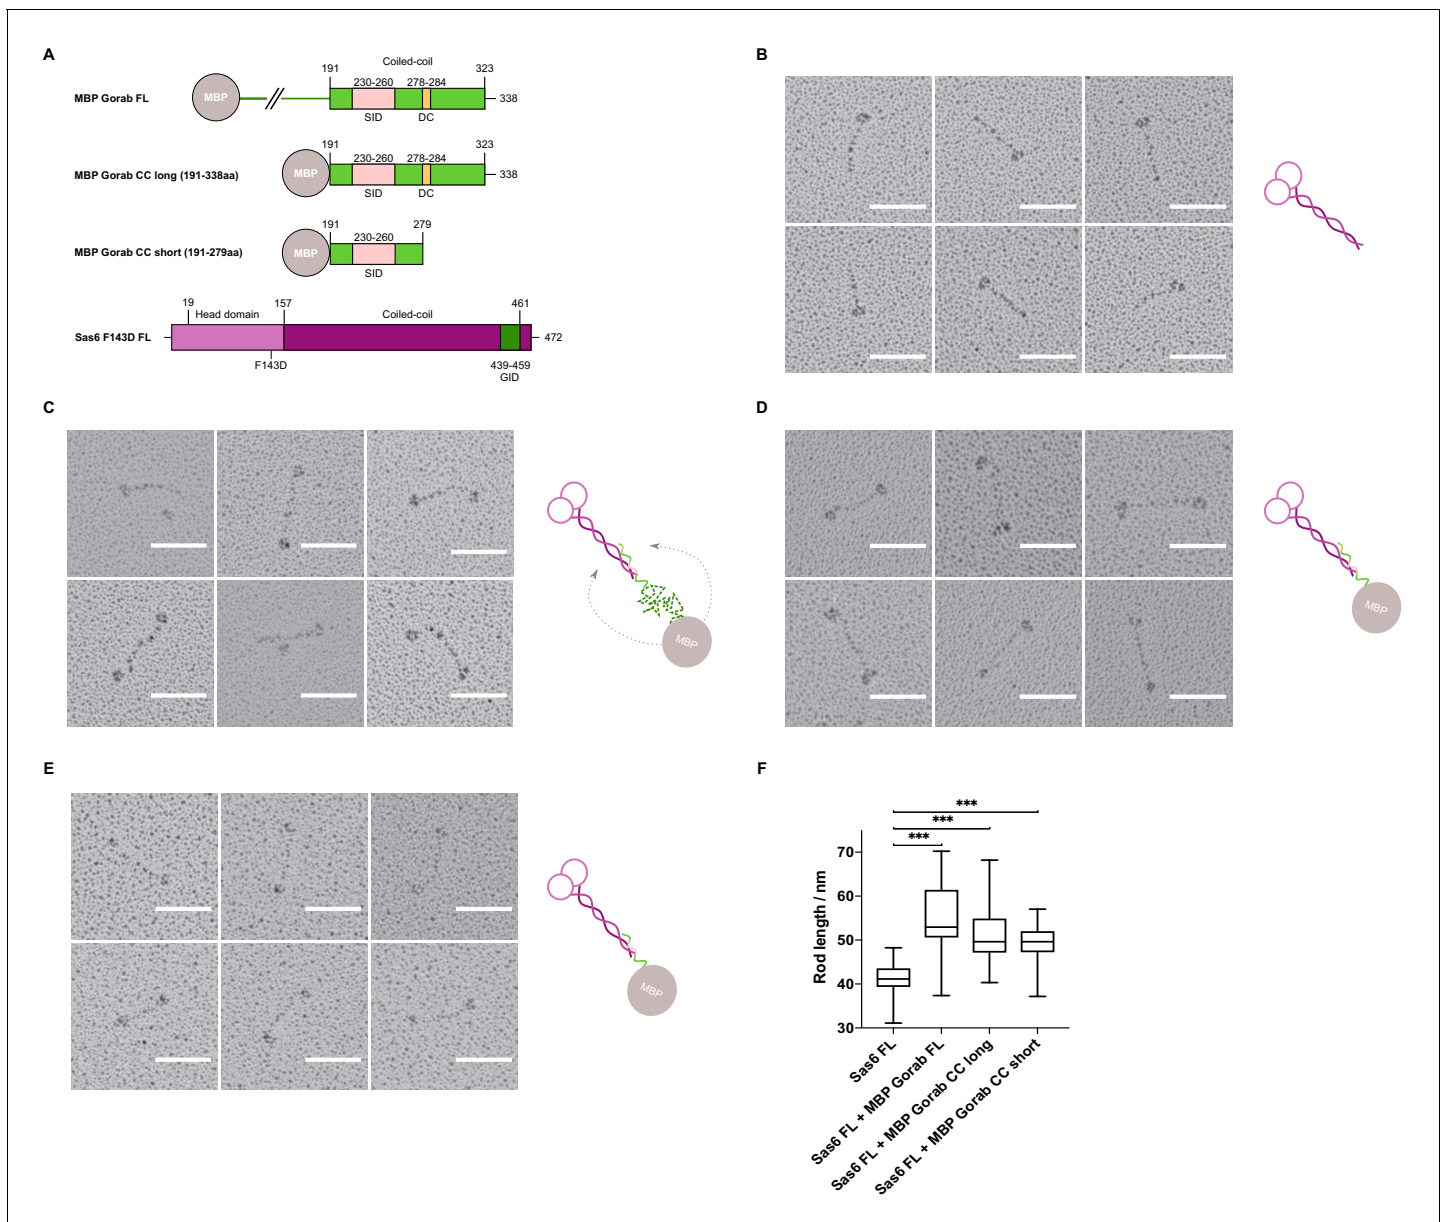 A
Coiled-coil
191
323
230-260
278-284
MBP Gorab FL
MBP
338
SID
DC
191
323
230-260
278-284
MBP Gorab CC long (191-338aa)
MBP
338
SID
DC
191
279
230-260
MBP Gorab CC short (191-279aa)
MBP
SID
19
157
461
Head domain
Coiled-coil
Sas6 F143D FL
472
F143D
439-459
GID
B
C
MBP
D
MBP
E
MBP
F
***
***
***
70
60
50
40
30
Rod length / nm
Sas6 FL
Sas6 FL + MBP Gorab FL
Sas6 FL + MBP Gorab CC long
Sas6 FL + MBP Gorab CC short